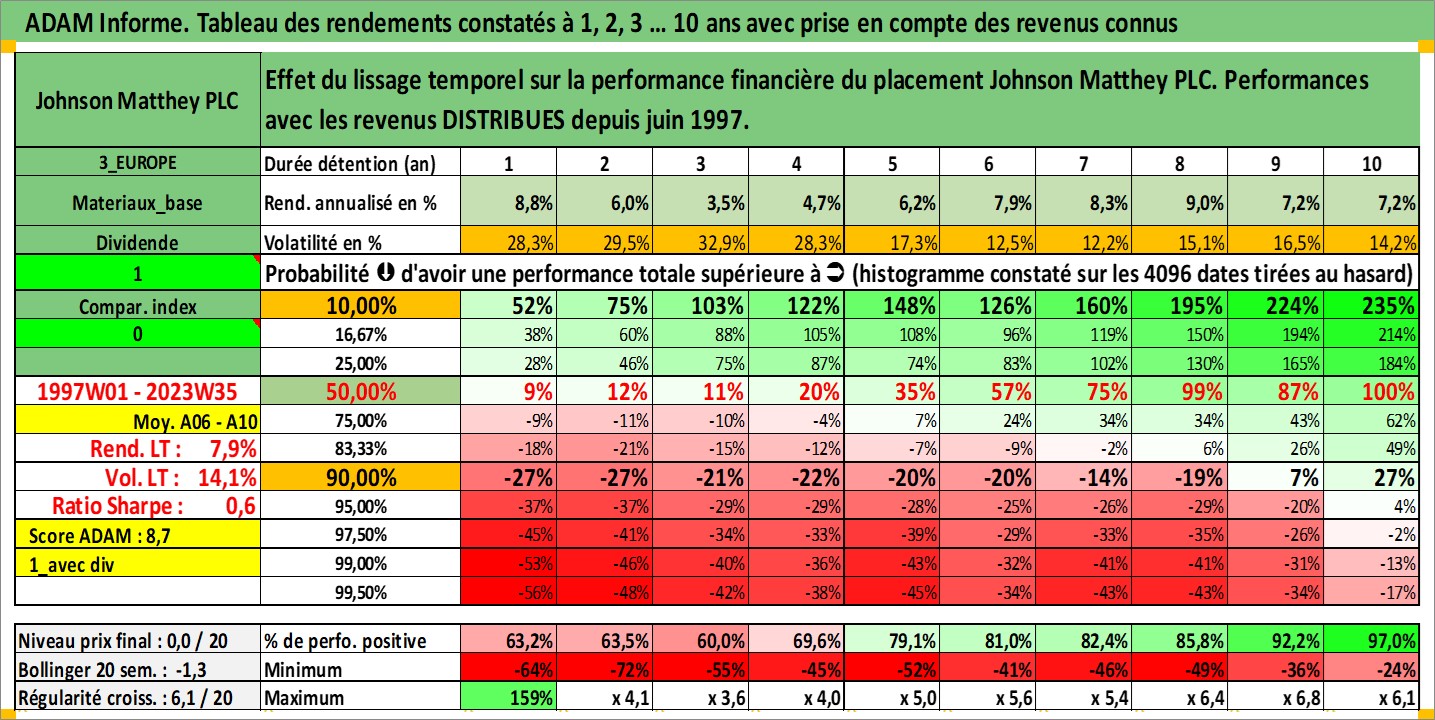 ADAM Informe. Tableau des rendements constatés à 1, 2, 3 ... 10 ans avec prise en compte des revenus connus
Johnson Matthey PLC
Effet du lissage temporel sur la performance financière du placement Johnson Matthey PLC. Performances
avec les revenus DISTRIBUES depuis juin 1997.
3_EUROPE Durée détention (an) 1 2 3 4 5 6 7 8 9 10
Materiaux_base Rend. annualisé en % 8,8% 6,0% 3,5% 4,7% 6,2% 7,9% 8,3% 9,0% 7,2% 7,2%
Dividende Volatilité en % 28,3% 29,5% 32,9% 28,3% 17,3% 12,5% 12,2% 15,1% 16,5% 14,2%
1 Probabilité ⮋ d'avoir une performance totale supérieure à ⮊ (histogramme constaté sur les 4096 dates tirées au hasard)
Compar. index 10,00% 52% 75% 103% 122% 148% 126% 160% 195% 224% 235%
0 16,67% 38% 60% 88% 105% 108% 96% 119% 150% 194% 214%
25,00% 28% 46% 75% 87% 74% 83% 102% 130% 165% 184%
1997W01 - 2023W35 50,00% 9% 12% 11% 20% 35% 57% 75% 99% 87% 100%
Moy. A06 - A10 75,00% -9% -11% -10% -4% 7% 24% 34% 34% 43% 62%
Rend. LT : 7,9% 83,33% -18% -21% -15% -12% -7% -9% -2% 6% 26% 49%
Vol. LT : 14,1% 90,00% -27% -27% -21% -22% -20% -20% -14% -19% 7% 27%
Ratio Sharpe : 0,6 95,00% -37% -37% -29% -29% -28% -25% -26% -29% -20% 4%
Score ADAM : 8,7 97,50% -45% -41% -34% -33% -39% -29% -33% -35% -26% -2%
1_avec div 99,00% -53% -46% -40% -36% -43% -32% -41% -41% -31% -13%
99,50% -56% -48% -42% -38% -45% -34% -43% -43% -34% -17%
Niveau prix final : 0,0 / 20 % de perfo. positive 63,2% 63,5% 60,0% 69,6% 79,1% 81,0% 82,4% 85,8% 92,2% 97,0%
Bollinger 20 sem. : -1,3 Minimum -64% -72% -55% -45% -52% -41% -46% -49% -36% -24%
Régularité croiss. : 6,1 / 20 Maximum 159% x 4,1 x 3,6 x 4,0 x 5,0 x 5,6 x 5,4 x 6,4 x 6,8 x 6,1